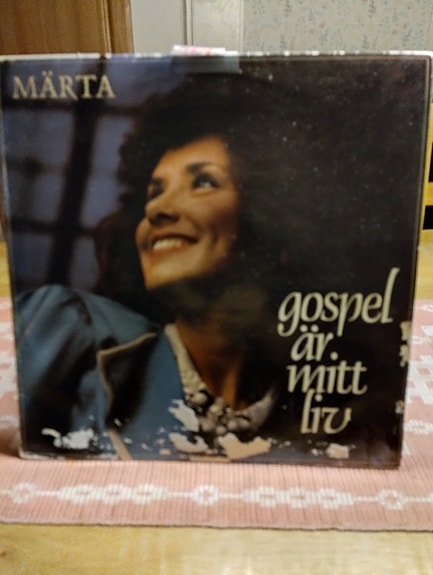 MÄRTA
gospel
är
mitt
liv